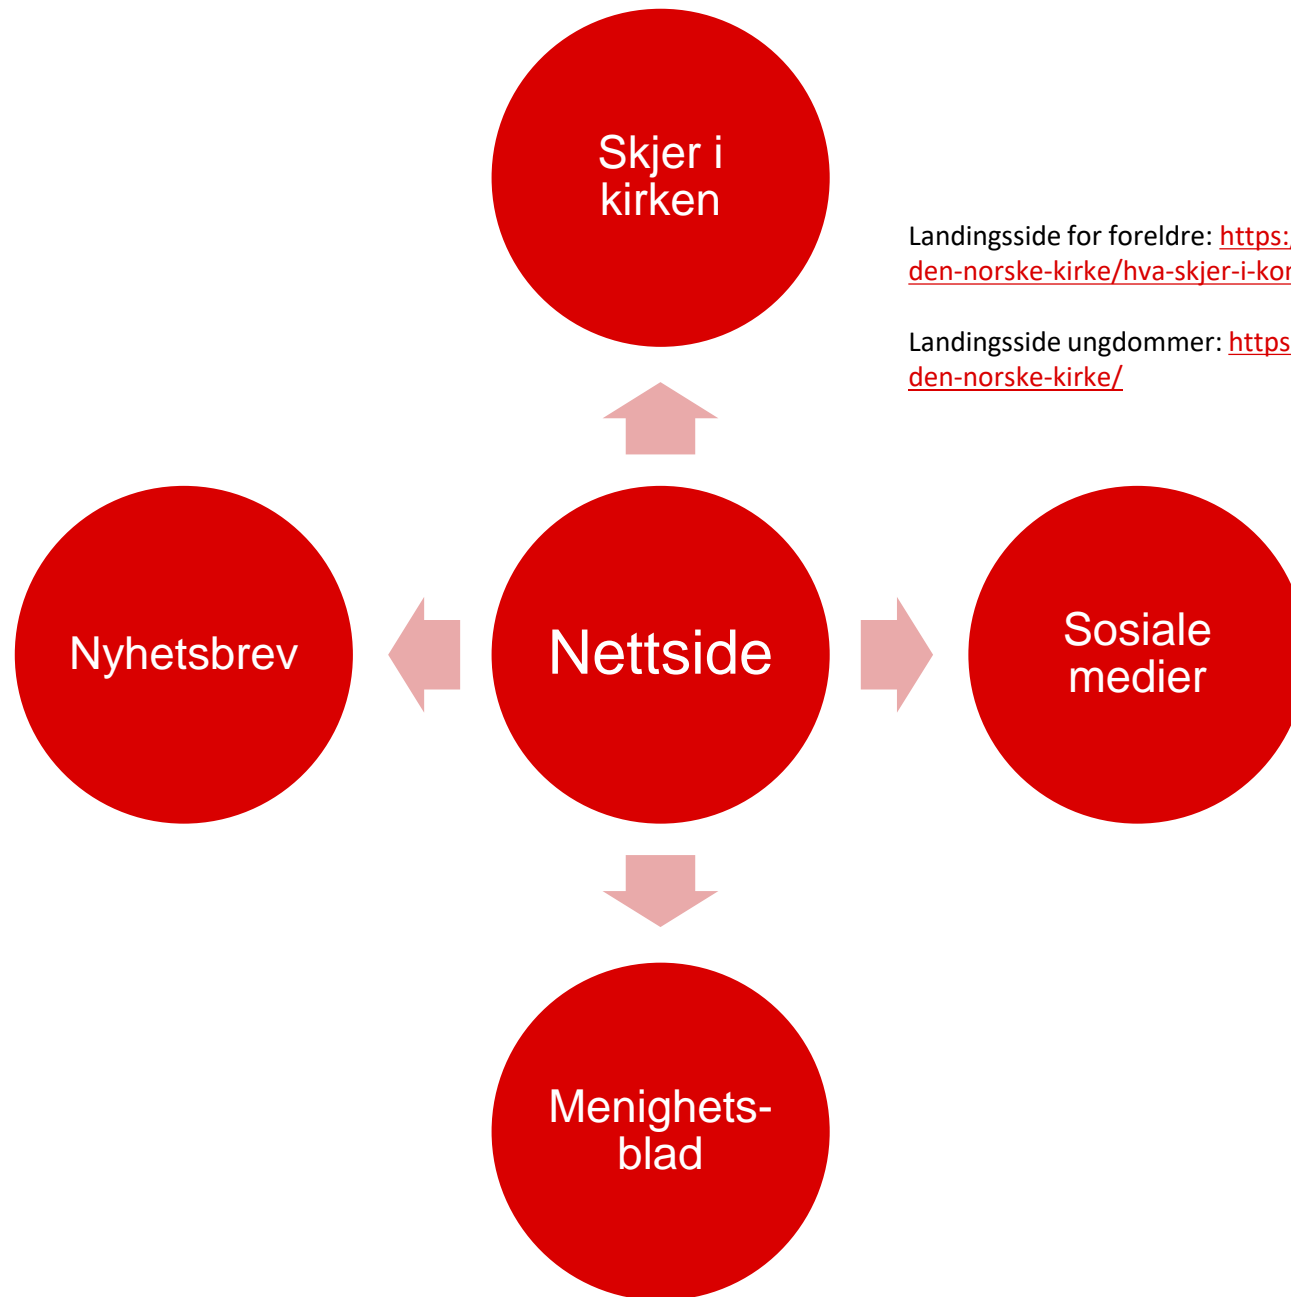 Skjer i
kirken
Landingsside for foreldre: https:/
den-norske-kirke/hva-skjer-i-kor
Landingsside ungdommer: https
den-norske-kirke/
Nyhetsbrev
Nettside
Sosiale
medier
Menighets-
blad